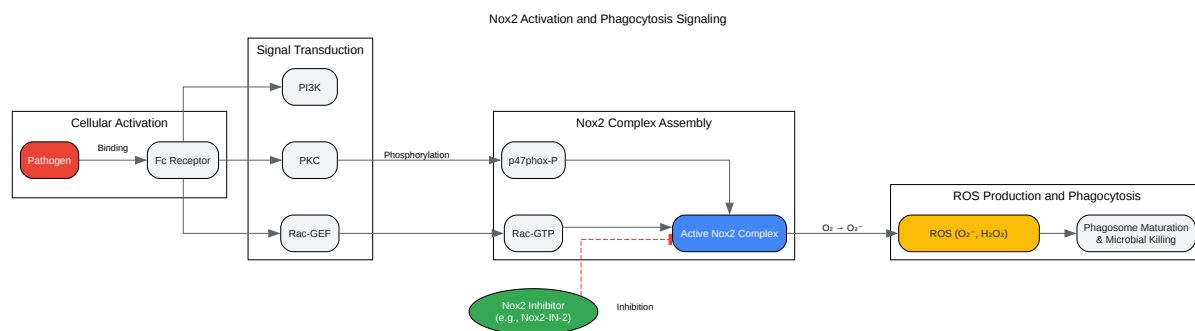 Nox2 Activation and Phagocytosis Signaling
Cellular Activation
Pathogen
Binding
Fc Receptor
Signal Transduction
PI3K
PKC
Rac-GEF
Phosphorylation
Nox2 Complex Assembly
p47phox-P
Rac-GTP
Active Nox2 Complex
Nox2 Inhibitor
(e.g., Nox2-IN-2)
Inhibition
O₂ → O₂⁻
ROS Production and Phagocytosis
ROS (O₂⁻, H₂O₂)
Phagosome Maturation
& Microbial Killing